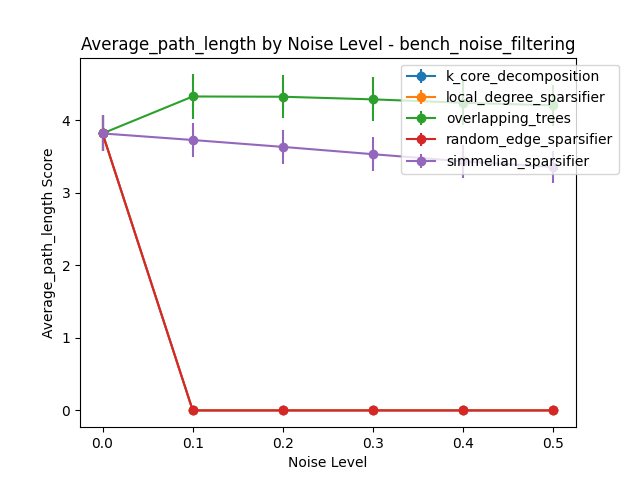 Average_path_length by Noise Level - bench_noise_filtering
k_core_decomposition
local_degree_sparsifier
overlapping_trees
random_edge_sparsifier
simmelian_sparsifier
Average_path_length Score
4
3
2
1
0
0.0 0.1 0.2 0.3 0.4 0.5
Noise Level